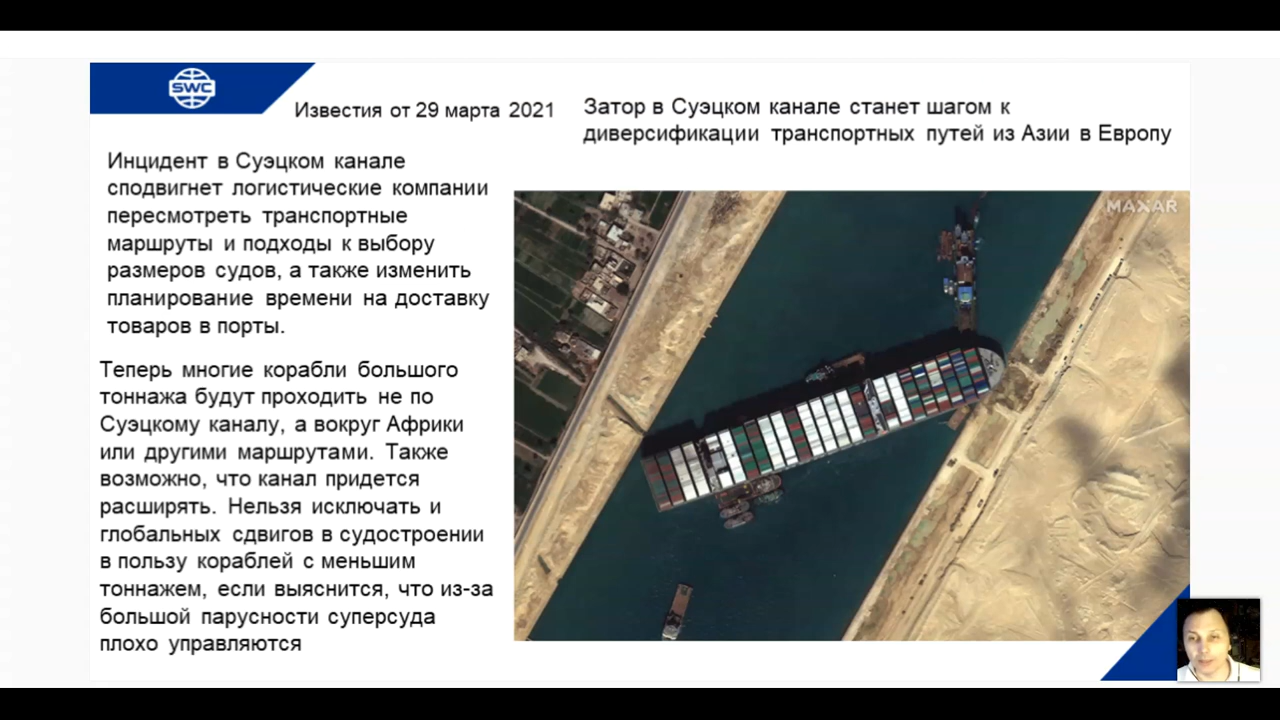 SWC
Известия от 29 марта 2021
Затор в Суэцком канале станет шагом к
диверсификации транспортных путей из Азии в Европу
Инцидент в Суэцком канале
сподвигнет логистические компании
пересмотреть транспортные
маршруты и подходы к выбору
размеров судов, а также изменить
планирование времени на доставку
товаров в порты.
Теперь многие корабли большого
тоннажа будут проходить не по
Суэцкому каналу, а вокруг Африки
или другими маршрутами. Также
возможно, что канал придется
расширять. Нельзя исключать и
глобальных сдвигов в судостроении
в пользу кораблей с меньшим
тоннажем, если выяснится, что из-за
большой парусности суперсуда
плохо управляются
MAXAR